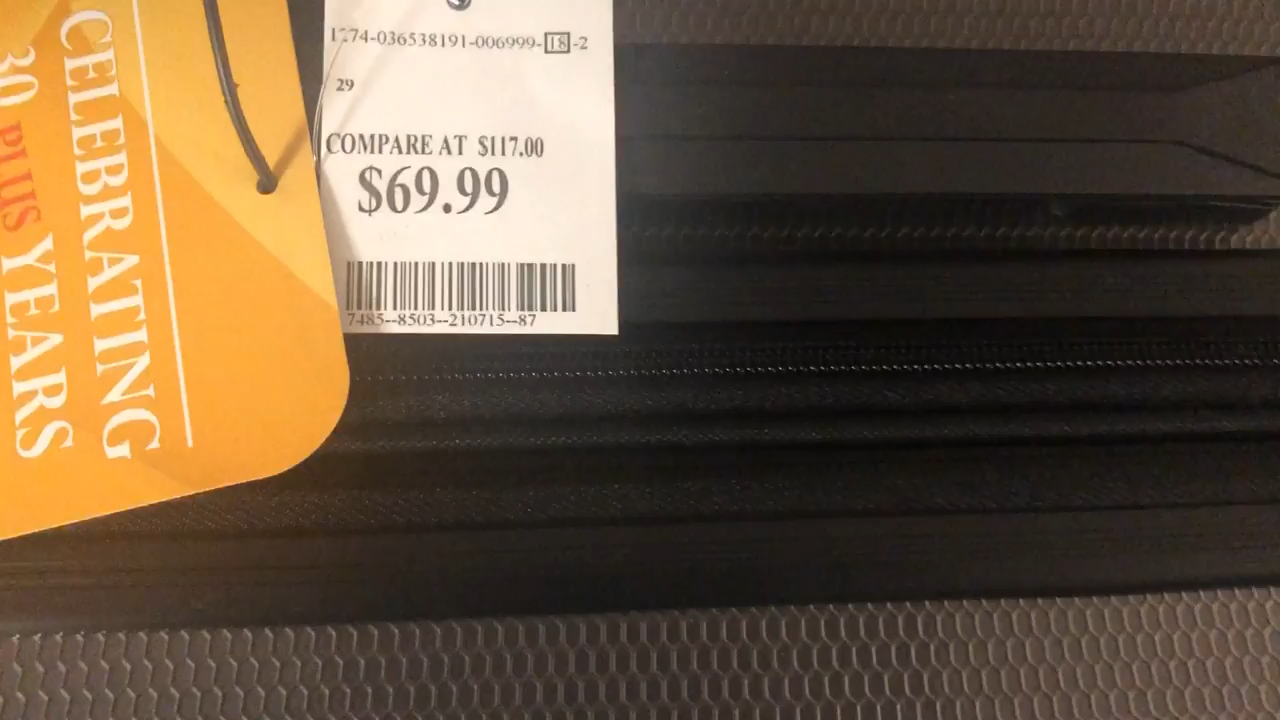 CELEBRATING
30 PLUS YEARS
1274-036538191-006999-18-2
29
COMPARE AT $117.00
$69.99
7485--8503--210715--87